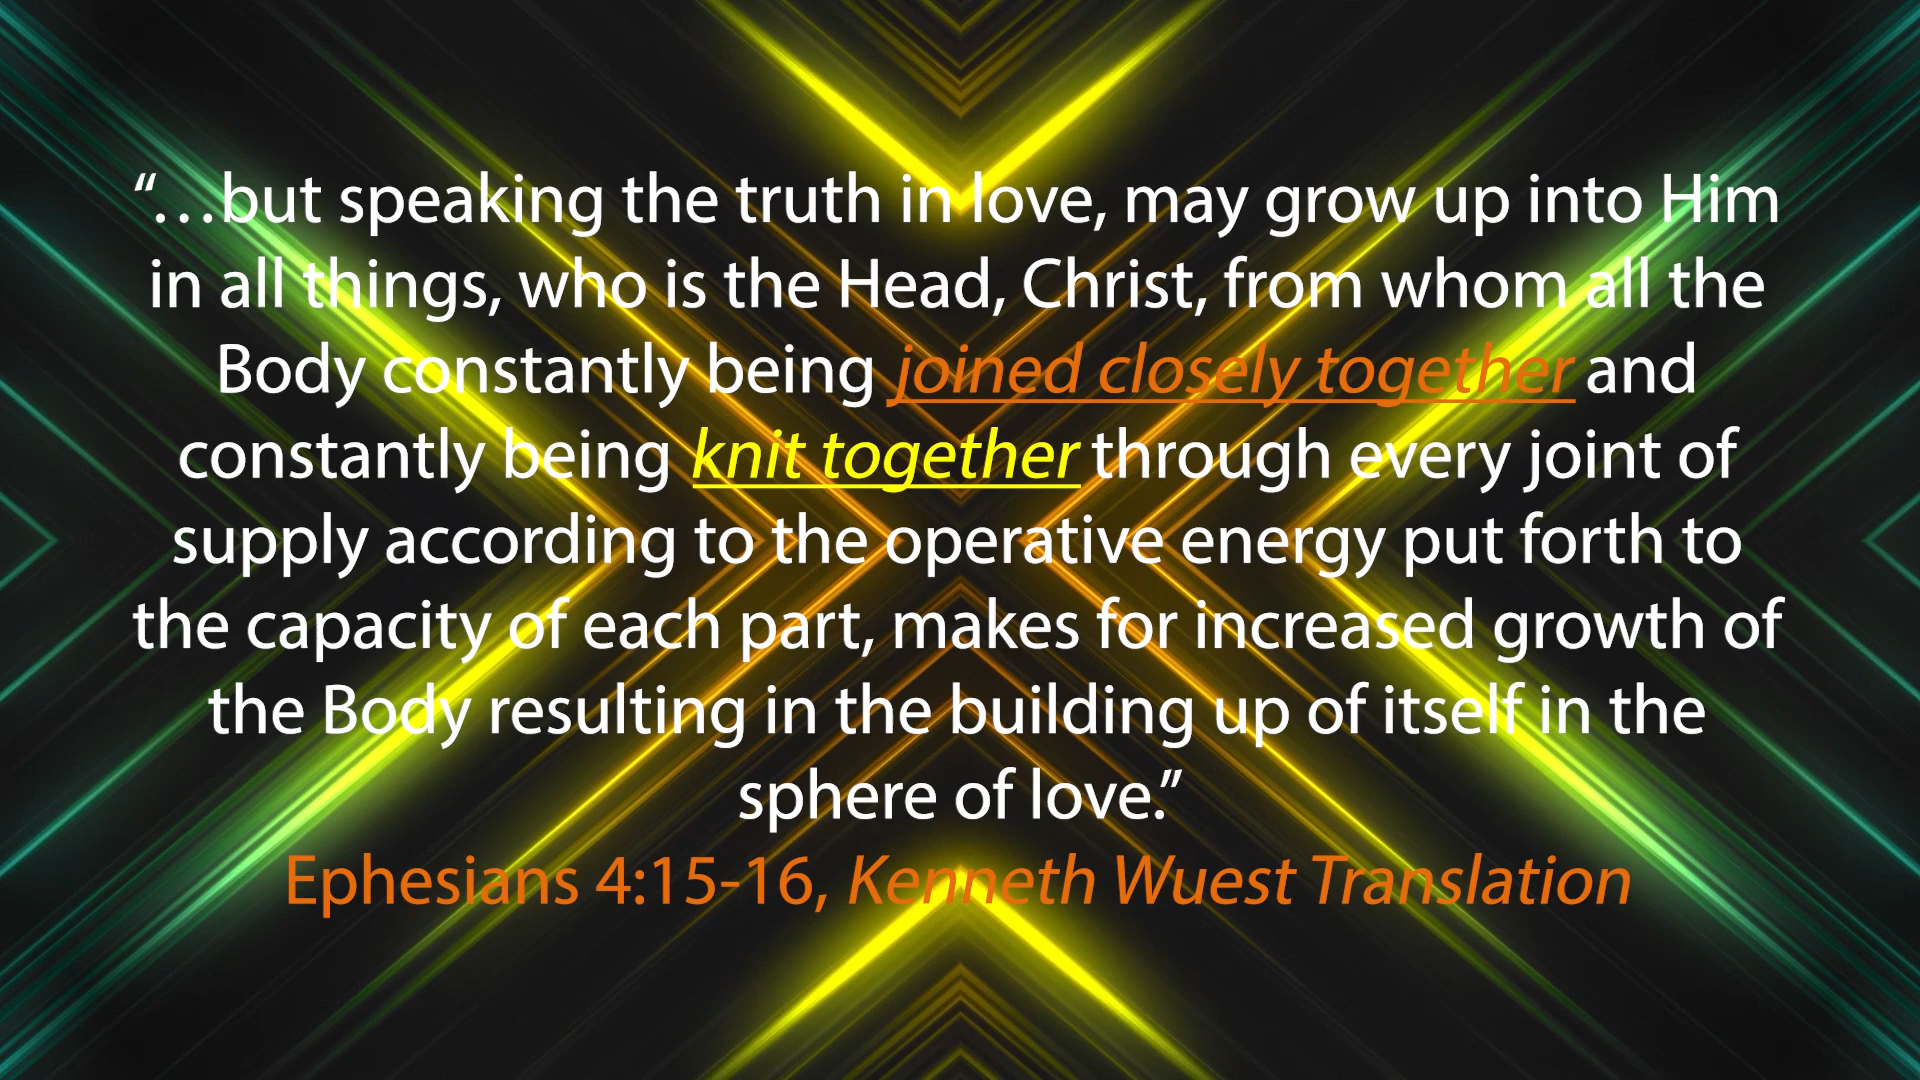 “…but speaking the truth in love, may grow up into Him
in all things, who is the Head, Christ, from whom all the
Body constantly being joined closely together and
constantly being knit together through every joint of
supply according to the operative energy put forth to
the capacity of each part, makes for increased growth of
the Body resulting in the building up of itself in the
sphere of love.”
Ephesians 4:15-16, Kenneth Wuest Translation